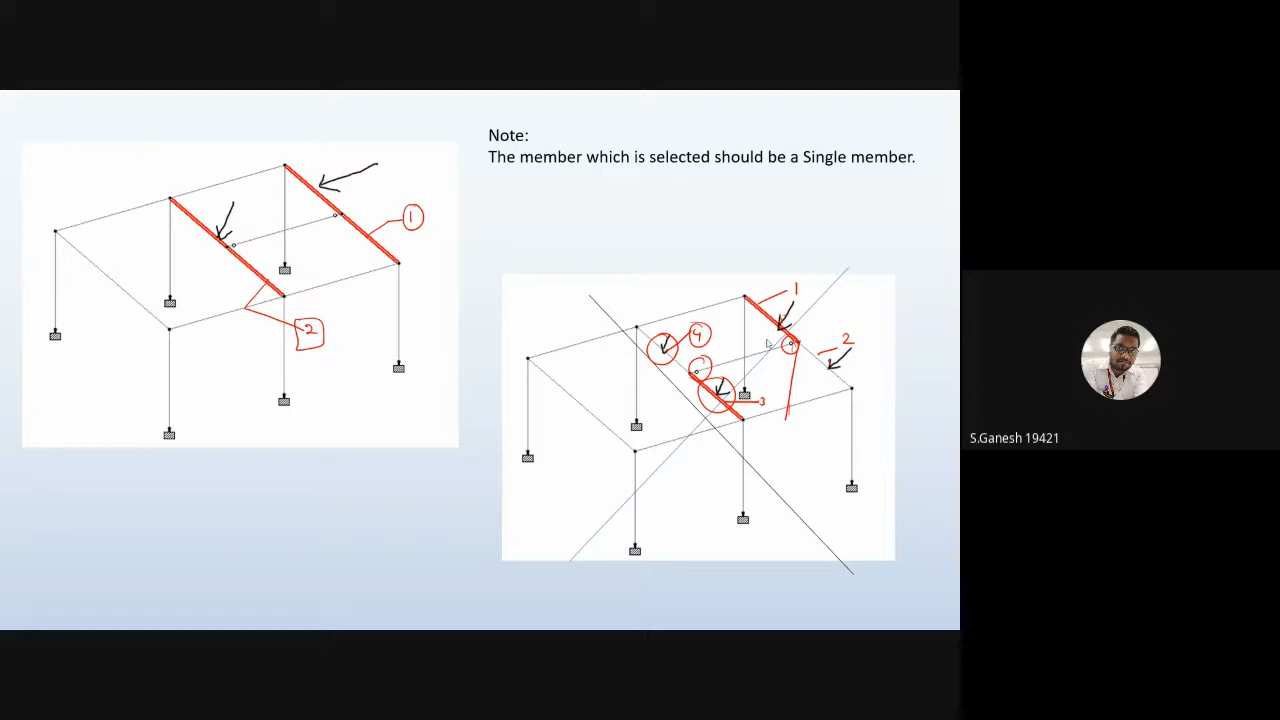 Note:
The member which is selected should be a Single member.
1
2
1
2
4
3
S.Ganesh 19421